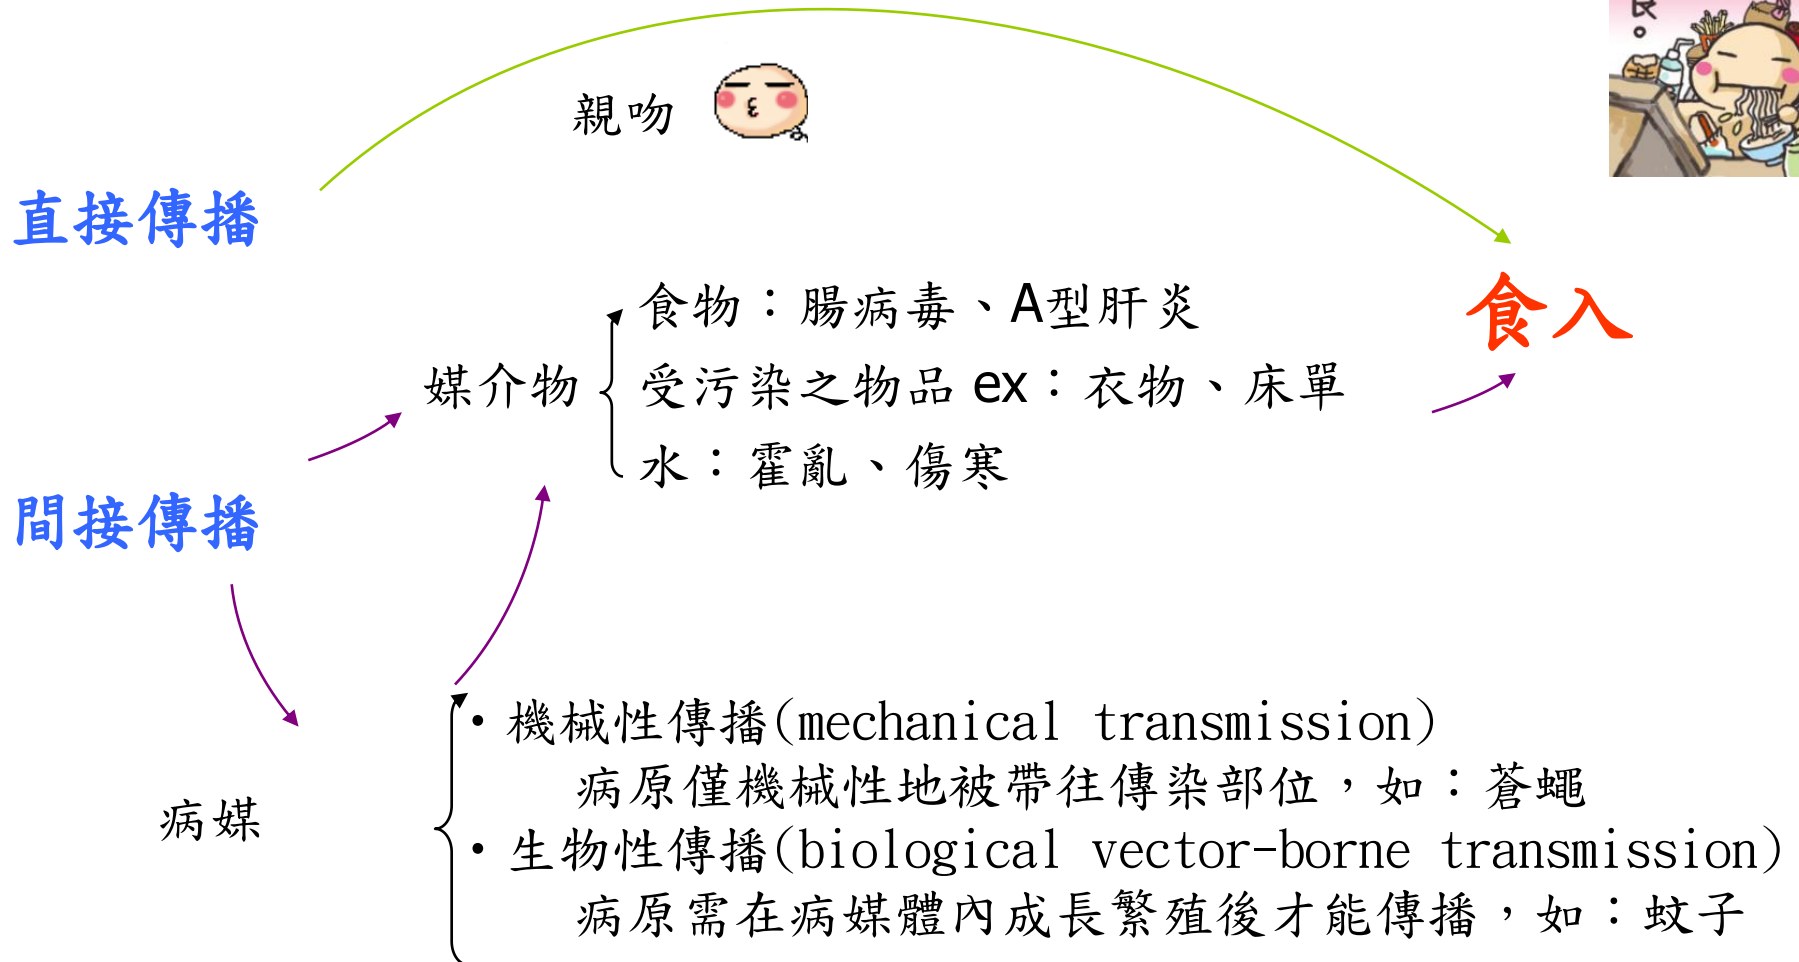 親吻
直接傳播
食物：腸病毒、A型肝炎
食入
媒介物
受污染之物品 ex：衣物、床單
水：霍亂、傷寒
間接傳播
・機械性傳播(mechanical transmission)
病原僅機械性地被帶往傳染部位，如：蒼蠅
病媒
・生物性傳播(biological vector-borne transmission)
病原需在病媒體內成長繁殖後才能傳播，如：蚊子